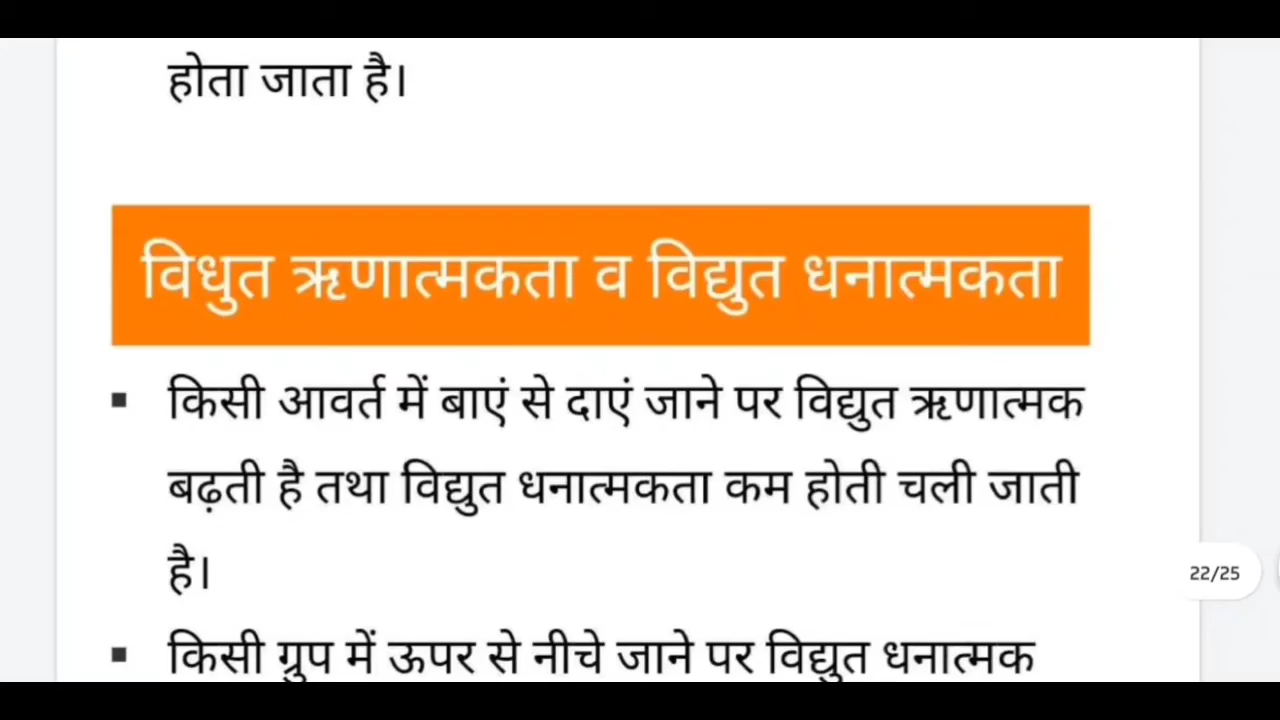 होता जाता है।
विधुत ऋणात्मकता व विद्युत धनात्मकता
▪ किसी आवर्त में बाएं से दाएं जाने पर विद्युत ऋणात्मक
बढ़ती है तथा विद्युत धनात्मकता कम होती चली जाती
है।
▪ किसी ग्रुप में ऊपर से नीचे जाने पर विद्युत धनात्मक
22/25